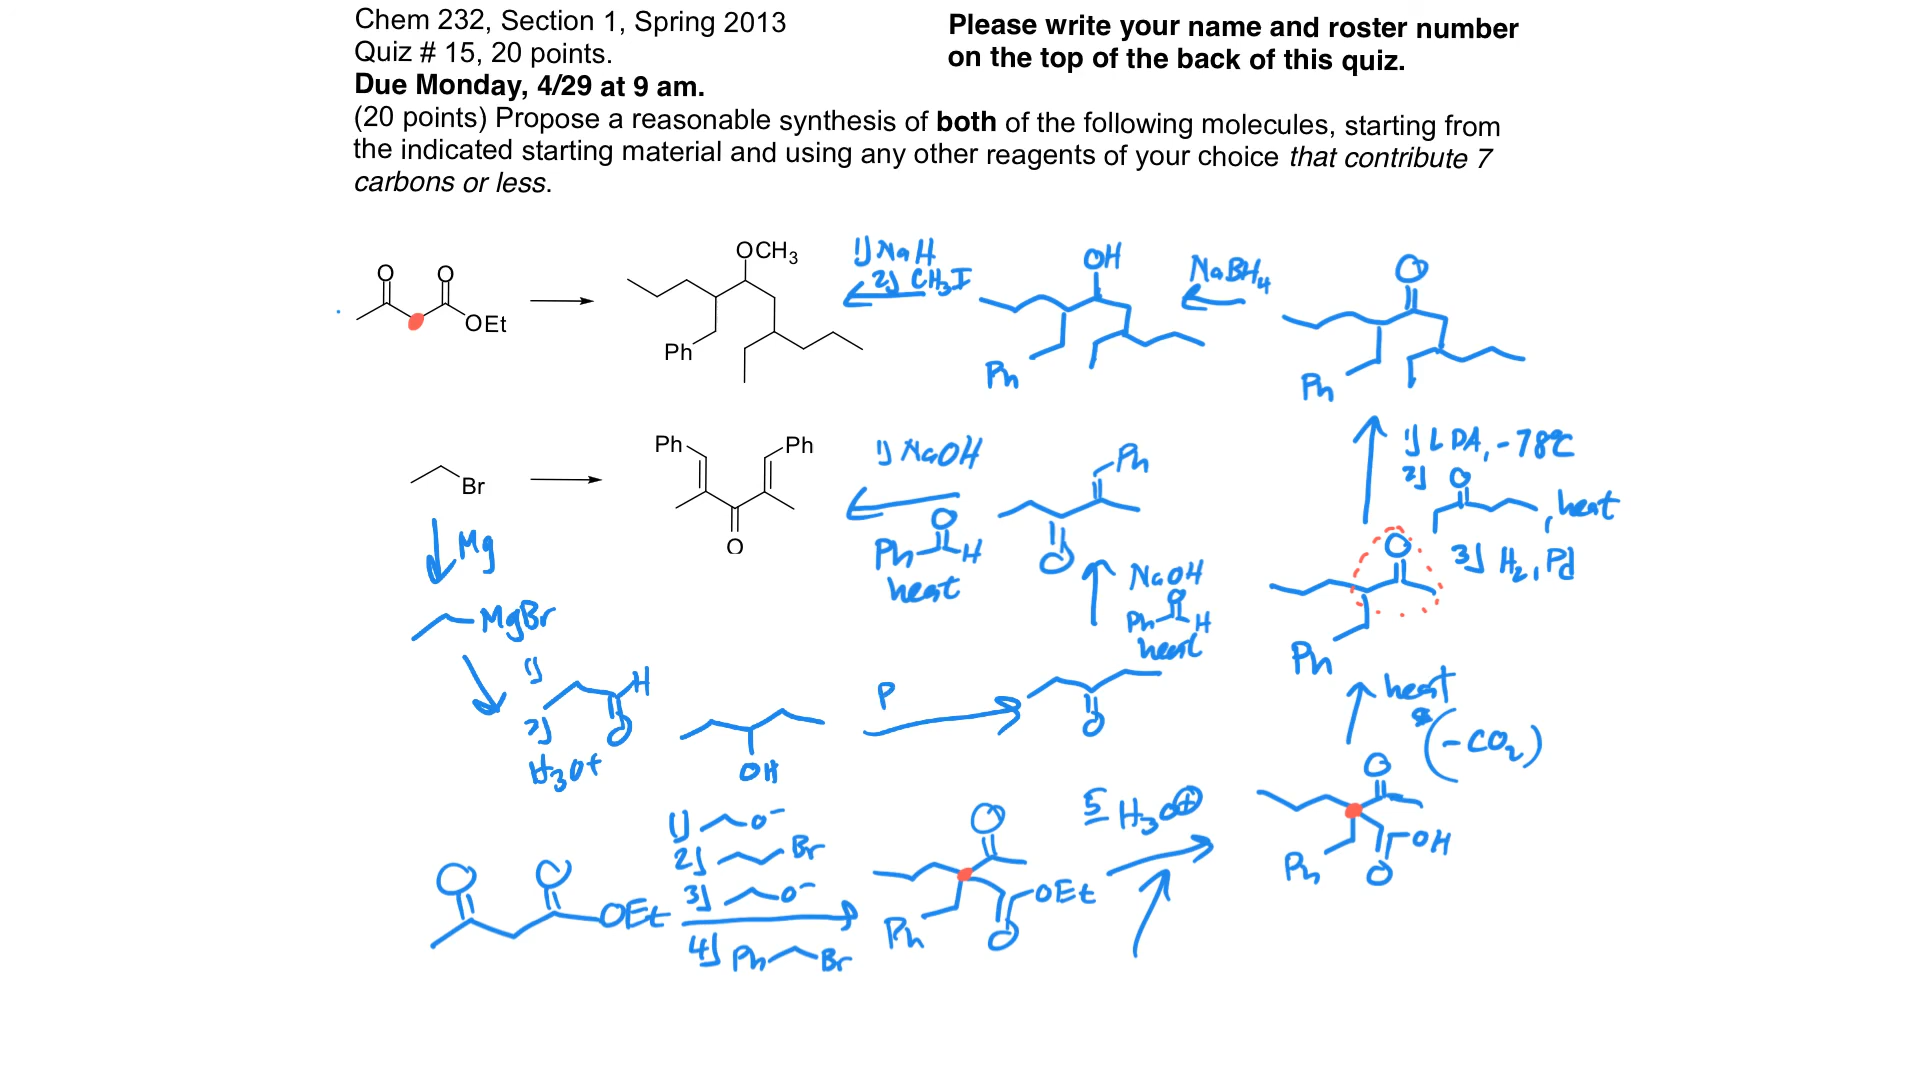 Chem 232, Section 1, Spring 2013
Quiz # 15, 20 points.
Due Monday, 4/29 at 9 am.
Please write your name and roster number
on the top of the back of this quiz.
(20 points) Propose a reasonable synthesis of both of the following molecules, starting from
the indicated starting material and using any other reagents of your choice that contribute 7
carbons or less.
O O
OEt
OCH3
Ph
1) NaH
2) CH3I
OH
Ph
NaBH4
O
Ph
1) LDA, -78°C
2) O
, heat
3) H2, Pd
Br
Ph Ph
O
1) NaOH
O
Ph H
heat
Ph
O
NaOH
O
Ph H
heat
O
Ph
heat
(-CO2)
Mg
MgBr
1)
H
O
2)
H3O+
OH
P
O
O O
OEt
1) O-
2) Br
3) O-
4) Ph Br
O
OEt
O
Ph
5 H3O+
O
OH
O
Ph